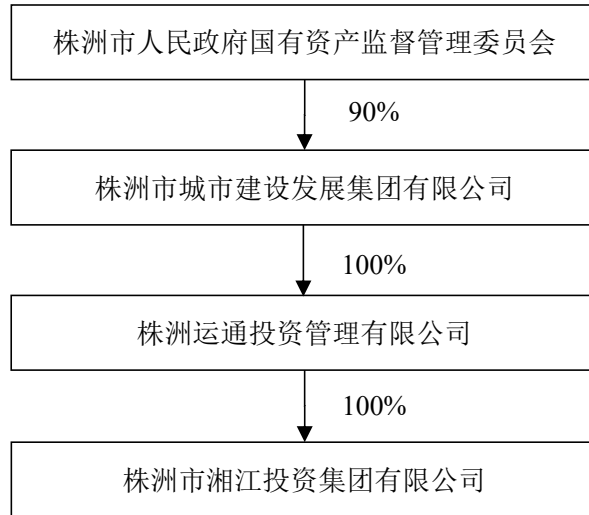 株洲市人民政府国有资产监督管理委员会
90%
株洲市城市建设发展集团有限公司
100%
株洲运通投资管理有限公司
100%
株洲市湘江投资集团有限公司